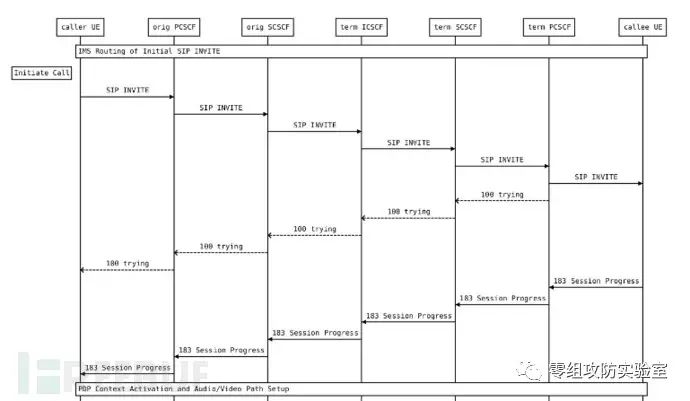 caller UE
orig PCSCF
orig SCSCF
term ICSCF
term SCSCF
term PCSCF
callee UE
IMS Routing of Initial SIP INVITE
Initiate Call
SIP INVITE
SIP INVITE
SIP INVITE
SIP INVITE
SIP INVITE
SIP INVITE
100 trying
100 trying
100 trying
100 trying
100 trying
183 Session Progress
183 Session Progress
183 Session Progress
183 Session Progress
183 Session Progress
183 Session Progress
REEBUF
零组攻防实验室
PDP Context Activation and Audio/Video Path Setup